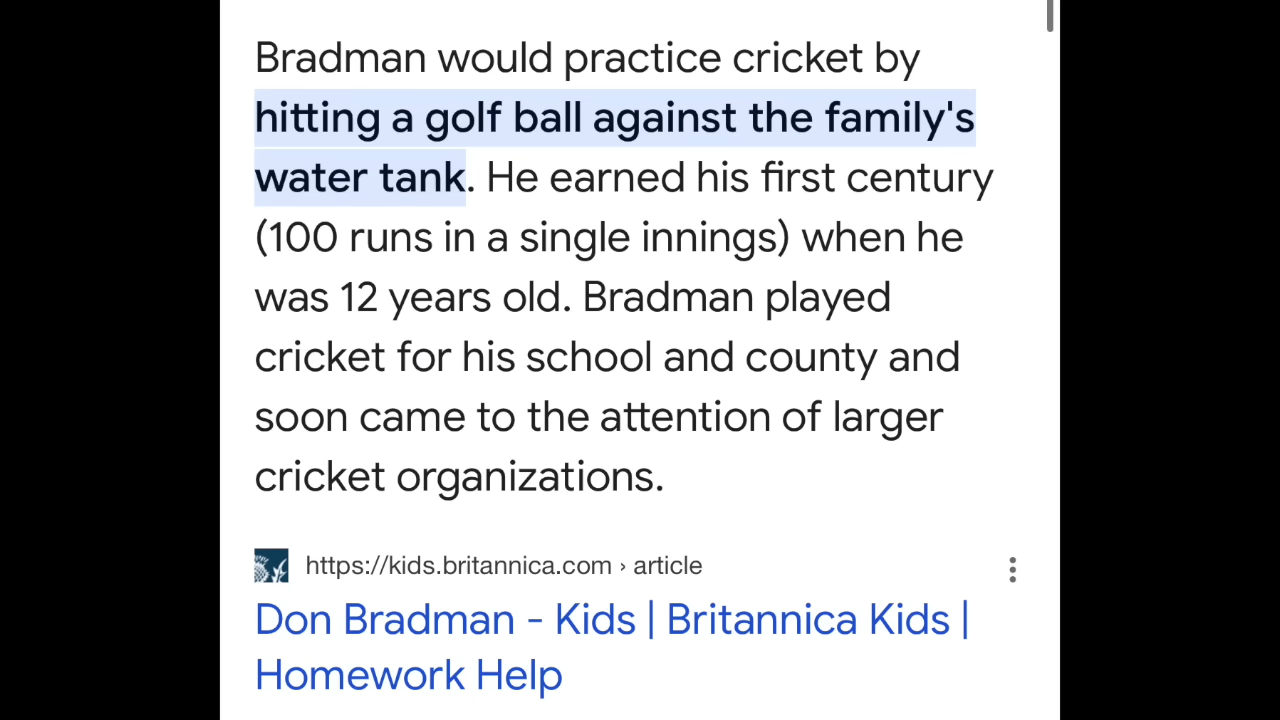 Bradman would practice cricket by
hitting a golf ball against the family's
water tank. He earned his first century
(100 runs in a single innings) when he
was 12 years old. Bradman played
cricket for his school and county and
soon came to the attention of larger
cricket organizations.
https://kids.britannica.com › article
Don Bradman - Kids | Britannica Kids |
Homework Help